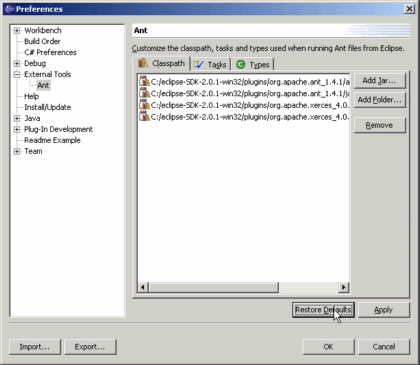 Preferences
Workbench
Build Order
C# Preferences
Debug
External Tools
Ant
Help
Install/Update
Java
Plug-In Development
Readme Example
Team
Ant
Customize the classpath, tasks and types used when running Ant files from Eclipse.
Classpath Tasks Types
C:/eclipse-SDK-2.0.1-win32/plugins/org.apache.ant_1.4.1/a
C:/eclipse-SDK-2.0.1-win32/plugins/org.apache.ant_1.4.1/ja
C:/eclipse-SDK-2.0.1-win32/plugins/org.apache.xerces_4.0.
C:/eclipse-SDK-2.0.1-win32/plugins/org.apache.xerces_4.0.
Add Jar...
Add Folder...
Remove
Restore Defaults Apply
Import... Export... OK Cancel